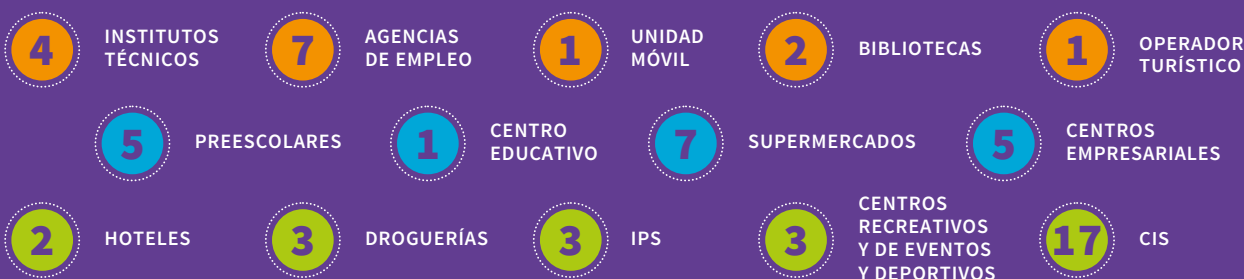 4 INSTITUTOS
TÉCNICOS
7 AGENCIAS
DE EMPLEO
1 UNIDAD
MÓVIL
2 BIBLIOTECAS
1 OPERADOR
TURÍSTICO
5 PREESCOLARES
1 CENTRO
EDUCATIVO
7 SUPERMERCADOS
5 CENTROS
EMPRESARIALES
2 HOTELES
3 DROGUERÍAS
3 IPS
3 CENTROS
RECREATIVOS
Y DE EVENTOS
Y DEPORTIVOS
17 CIS